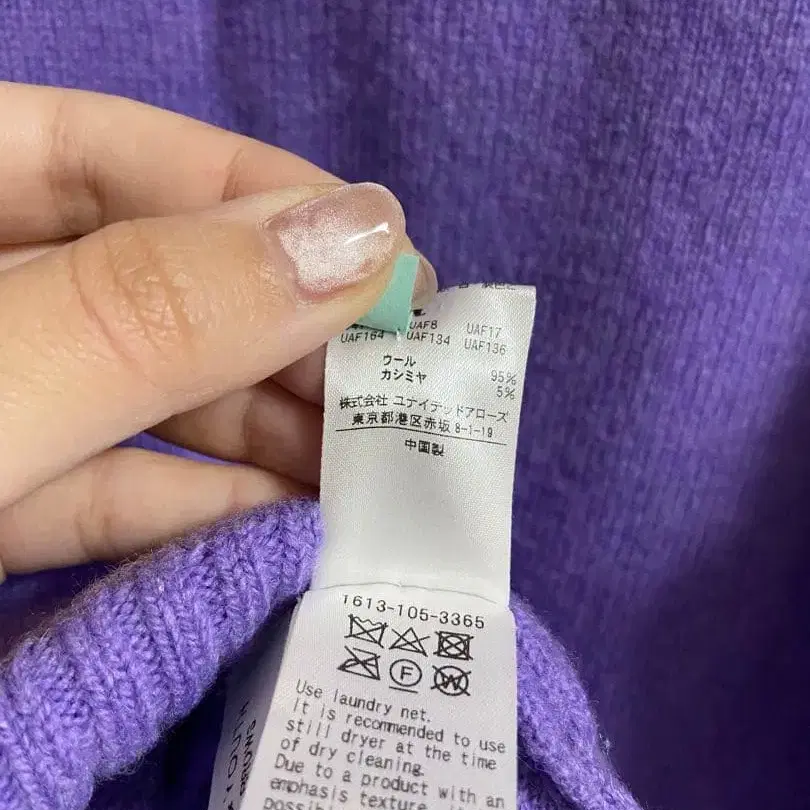 UAF8 UAF17
UAF164 UAF134 UAF136
ウール 95%
カシミヤ 5%
株式会社 ユナイテッドアローズ
東京都港区赤坂 8-1-19
中国製
1613-105-3365
F
W
Use laundry net.
It is recommended to use
still dryer at the time
of dry cleaning.
Due to a product with an
emphasis texture,